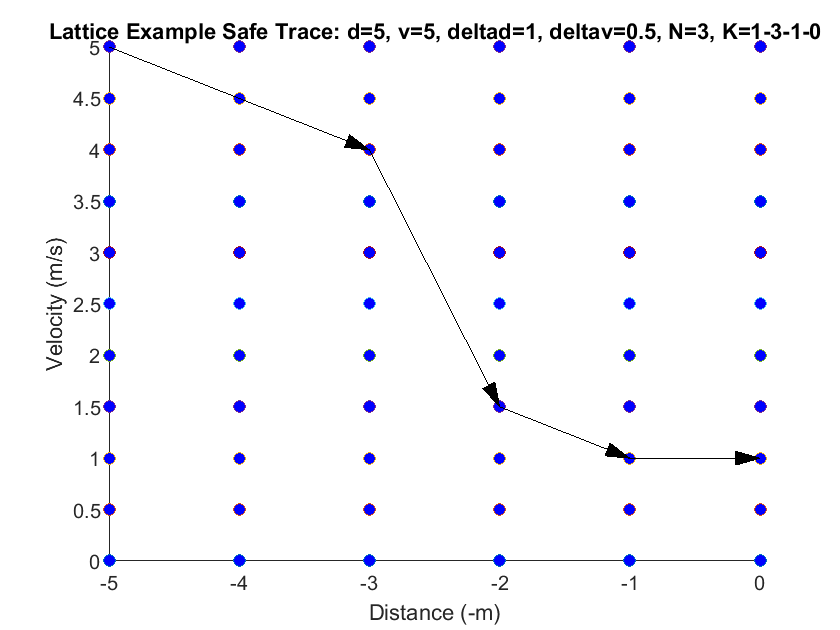 Lattice Example Safe Trace: d=5, v=5, deltad=1, deltav=0.5, N=3, K=1-3-1-0
5
4.5
4
3.5
3
2.5
2
1.5
1
0.5
0
Velocity (m/s)
-5 -4 -3 -2 -1 0
Distance (-m)